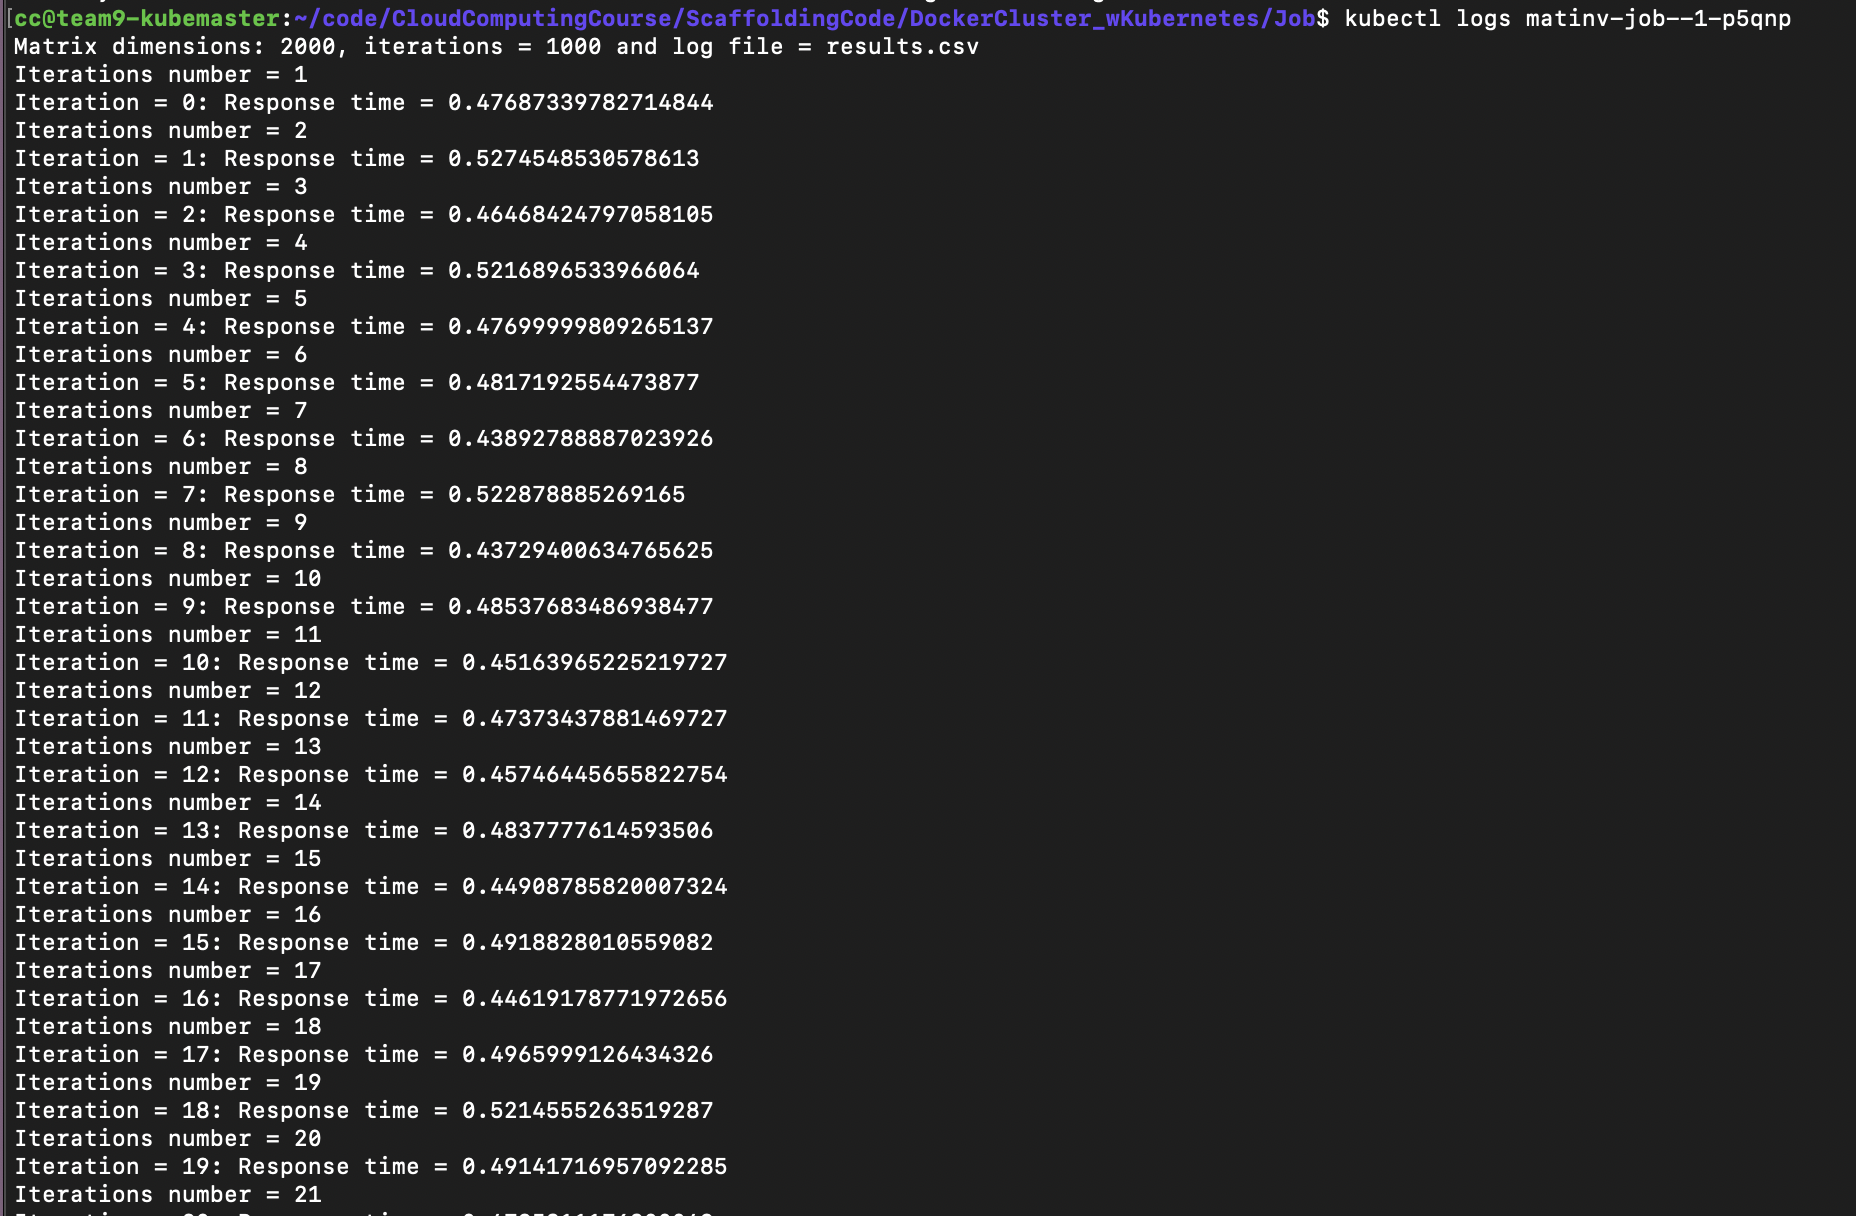 [cc@team9-kubemaster:~/code/CloudComputingCourse/ScaffoldingCode/DockerCluster_wKubernetes/Job$ kubectl logs matinv-job--1-p5qnp
Matrix dimensions: 2000, iterations = 1000 and log file = results.csv
Iterations number = 1
Iteration = 0: Response time = 0.47687339782714844
Iterations number = 2
Iteration = 1: Response time = 0.5274548530578613
Iterations number = 3
Iteration = 2: Response time = 0.46468424797058105
Iterations number = 4
Iteration = 3: Response time = 0.5216896533966064
Iterations number = 5
Iteration = 4: Response time = 0.47699999809265137
Iterations number = 6
Iteration = 5: Response time = 0.4817192554473877
Iterations number = 7
Iteration = 6: Response time = 0.43892788887023926
Iterations number = 8
Iteration = 7: Response time = 0.522878885269165
Iterations number = 9
Iteration = 8: Response time = 0.43729400634765625
Iterations number = 10
Iteration = 9: Response time = 0.48537683486938477
Iterations number = 11
Iteration = 10: Response time = 0.45163965225219727
Iterations number = 12
Iteration = 11: Response time = 0.47373437881469727
Iterations number = 13
Iteration = 12: Response time = 0.45746445655822754
Iterations number = 14
Iteration = 13: Response time = 0.4837777614593506
Iterations number = 15
Iteration = 14: Response time = 0.44908785820007324
Iterations number = 16
Iteration = 15: Response time = 0.4918828010559082
Iterations number = 17
Iteration = 16: Response time = 0.44619178771972656
Iterations number = 18
Iteration = 17: Response time = 0.4965999126434326
Iterations number = 19
Iteration = 18: Response time = 0.5214555263519287
Iterations number = 20
Iteration = 19: Response time = 0.49141716957092285
Iterations number = 21